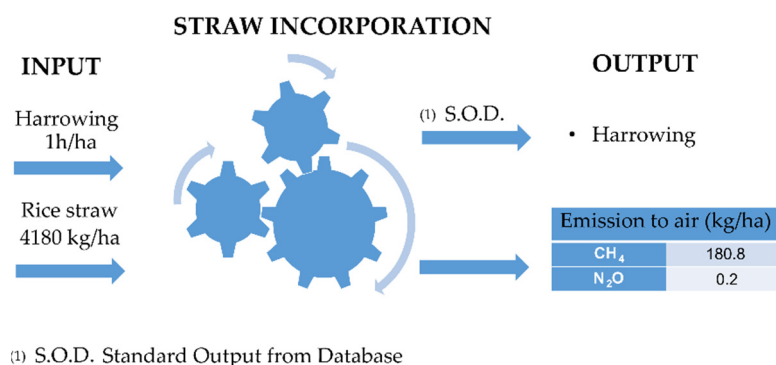 STRAW INCORPORATION
INPUT
OUTPUT
Harrowing
1h/ha
(1) S.O.D.
• Harrowing
Rice straw
4180 kg/ha
Emission to air (kg/ha)
CH₄ 180.8
N₂O 0.2
(1) S.O.D. Standard Output from Database